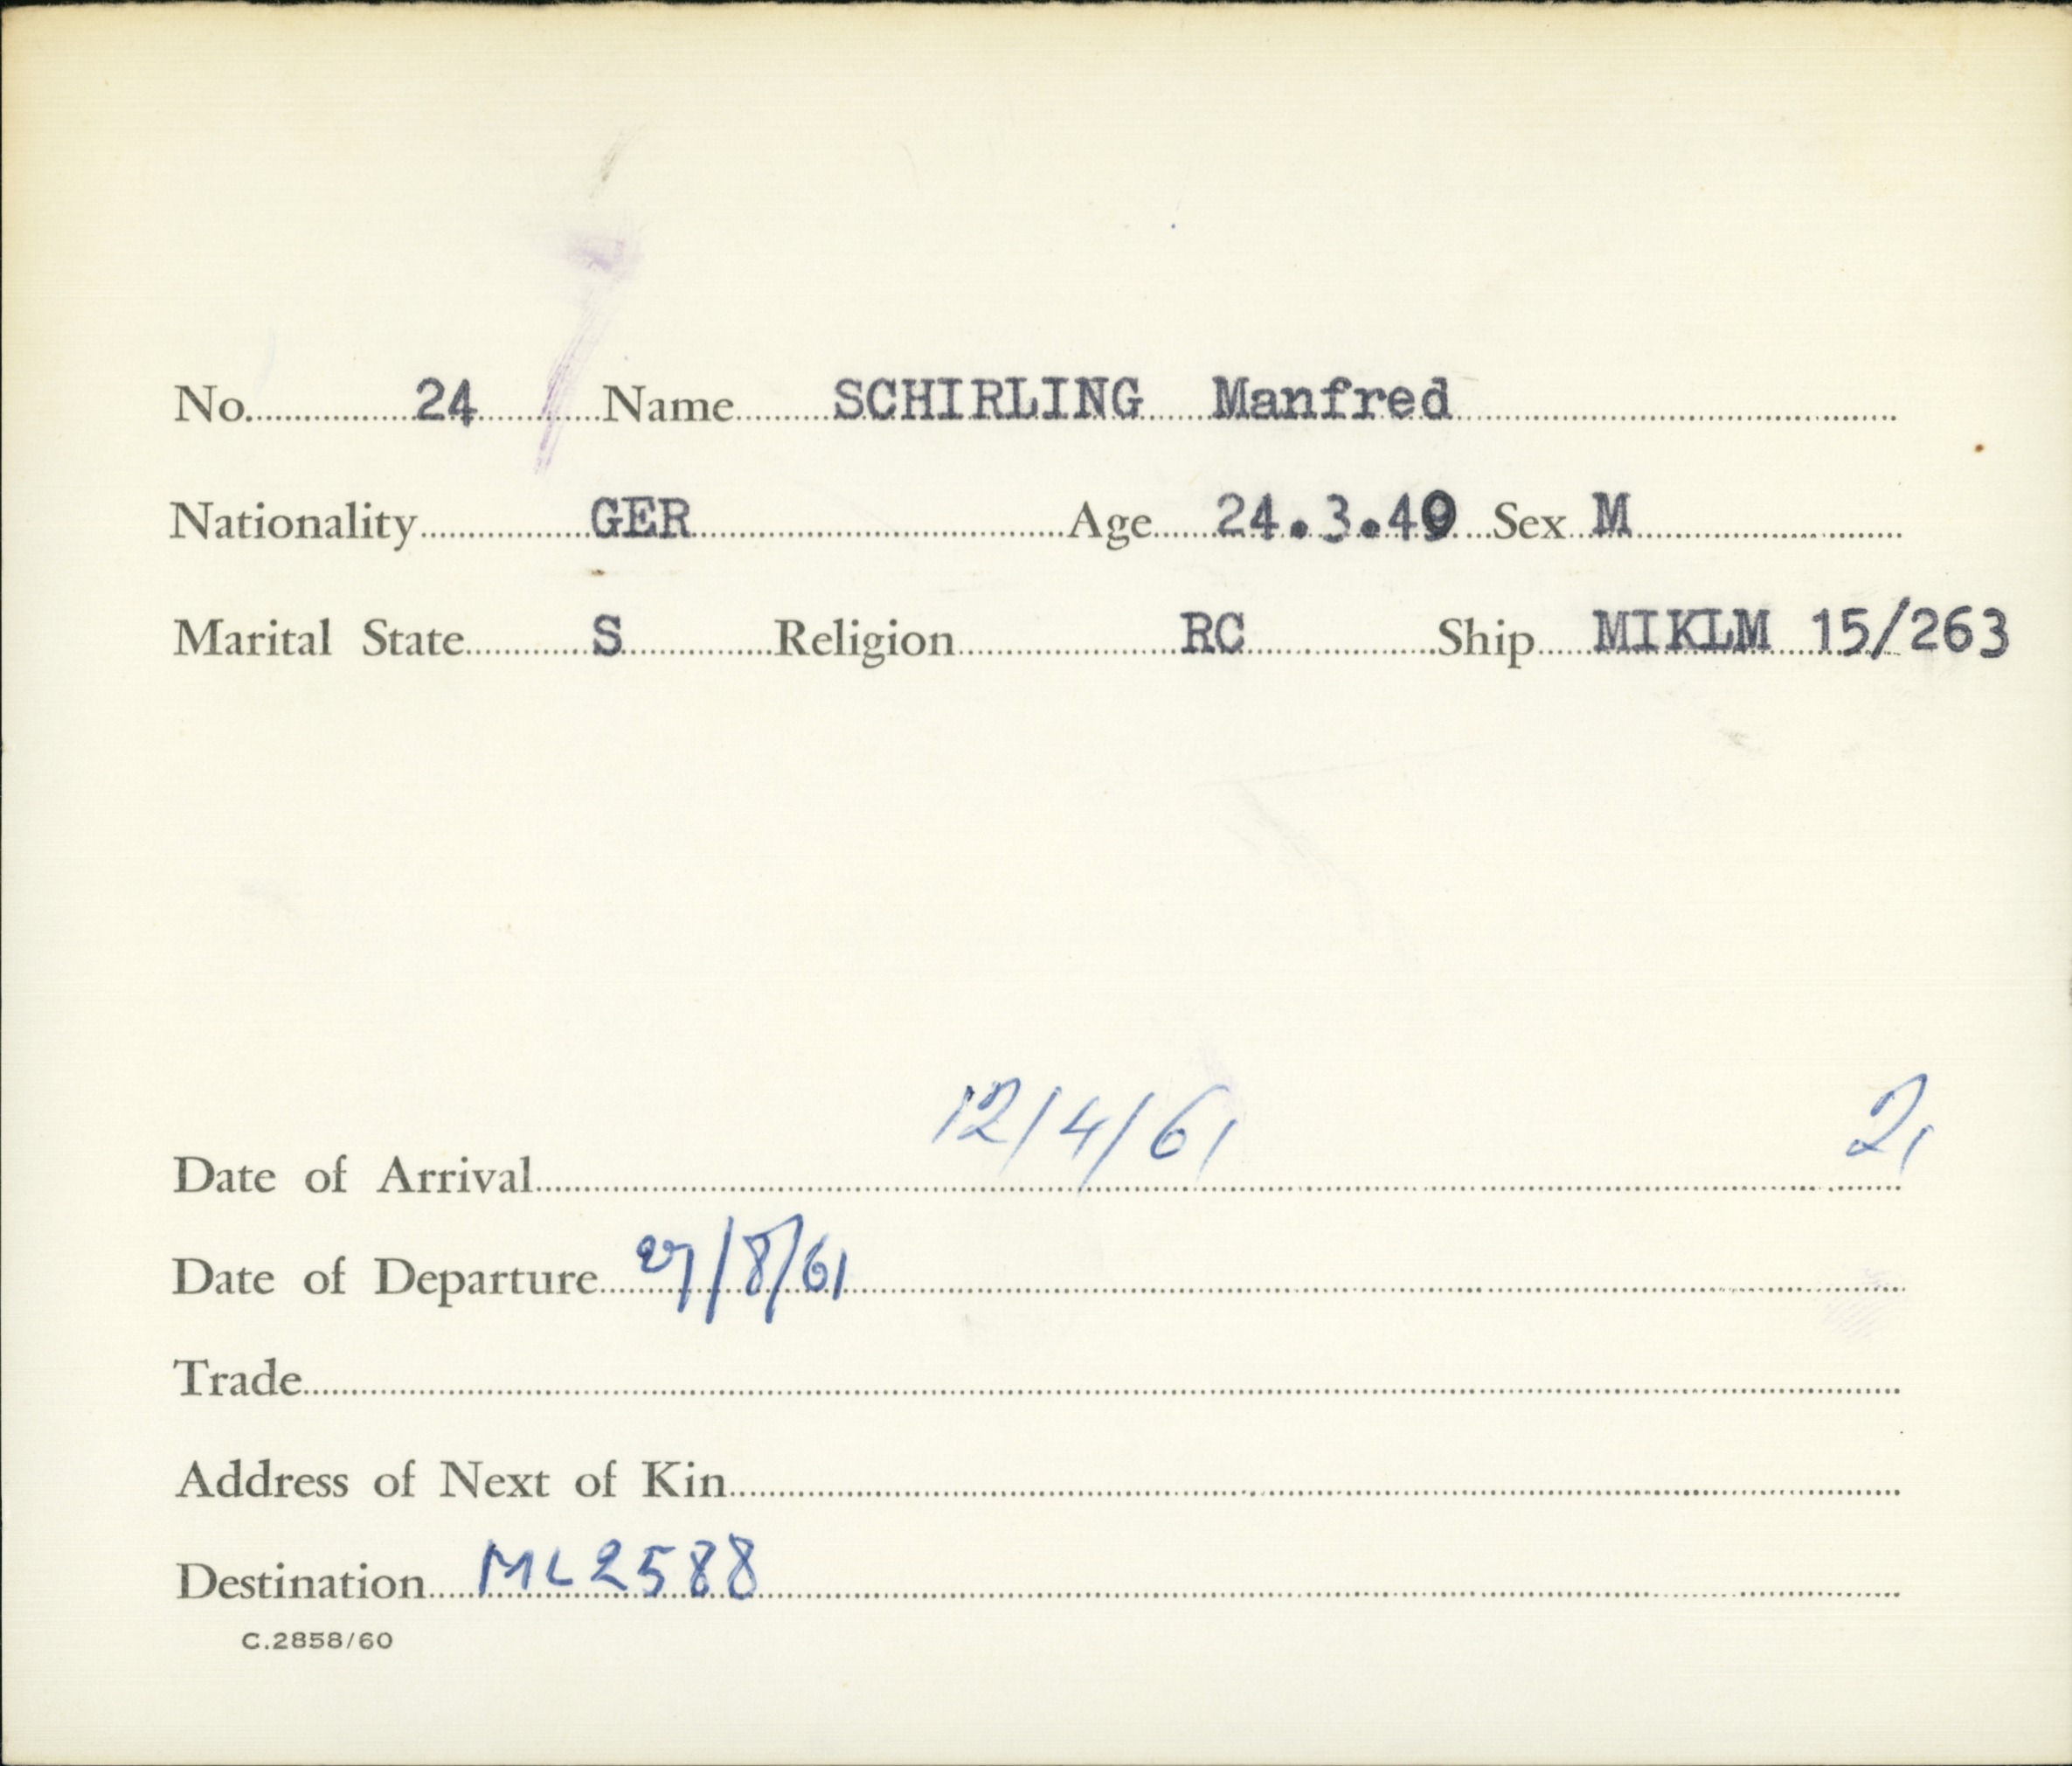 No. 24 Name SCHIRLING Manfred
Nationality GER Age 24.3.40 Sex M
Marital State S Religion RC Ship MIKLM 15/263
12/4/61 21
Date of Arrival
Date of Departure 27/8/61
Trade
Address of Next of Kin
Destination ML2588
C.2858/60